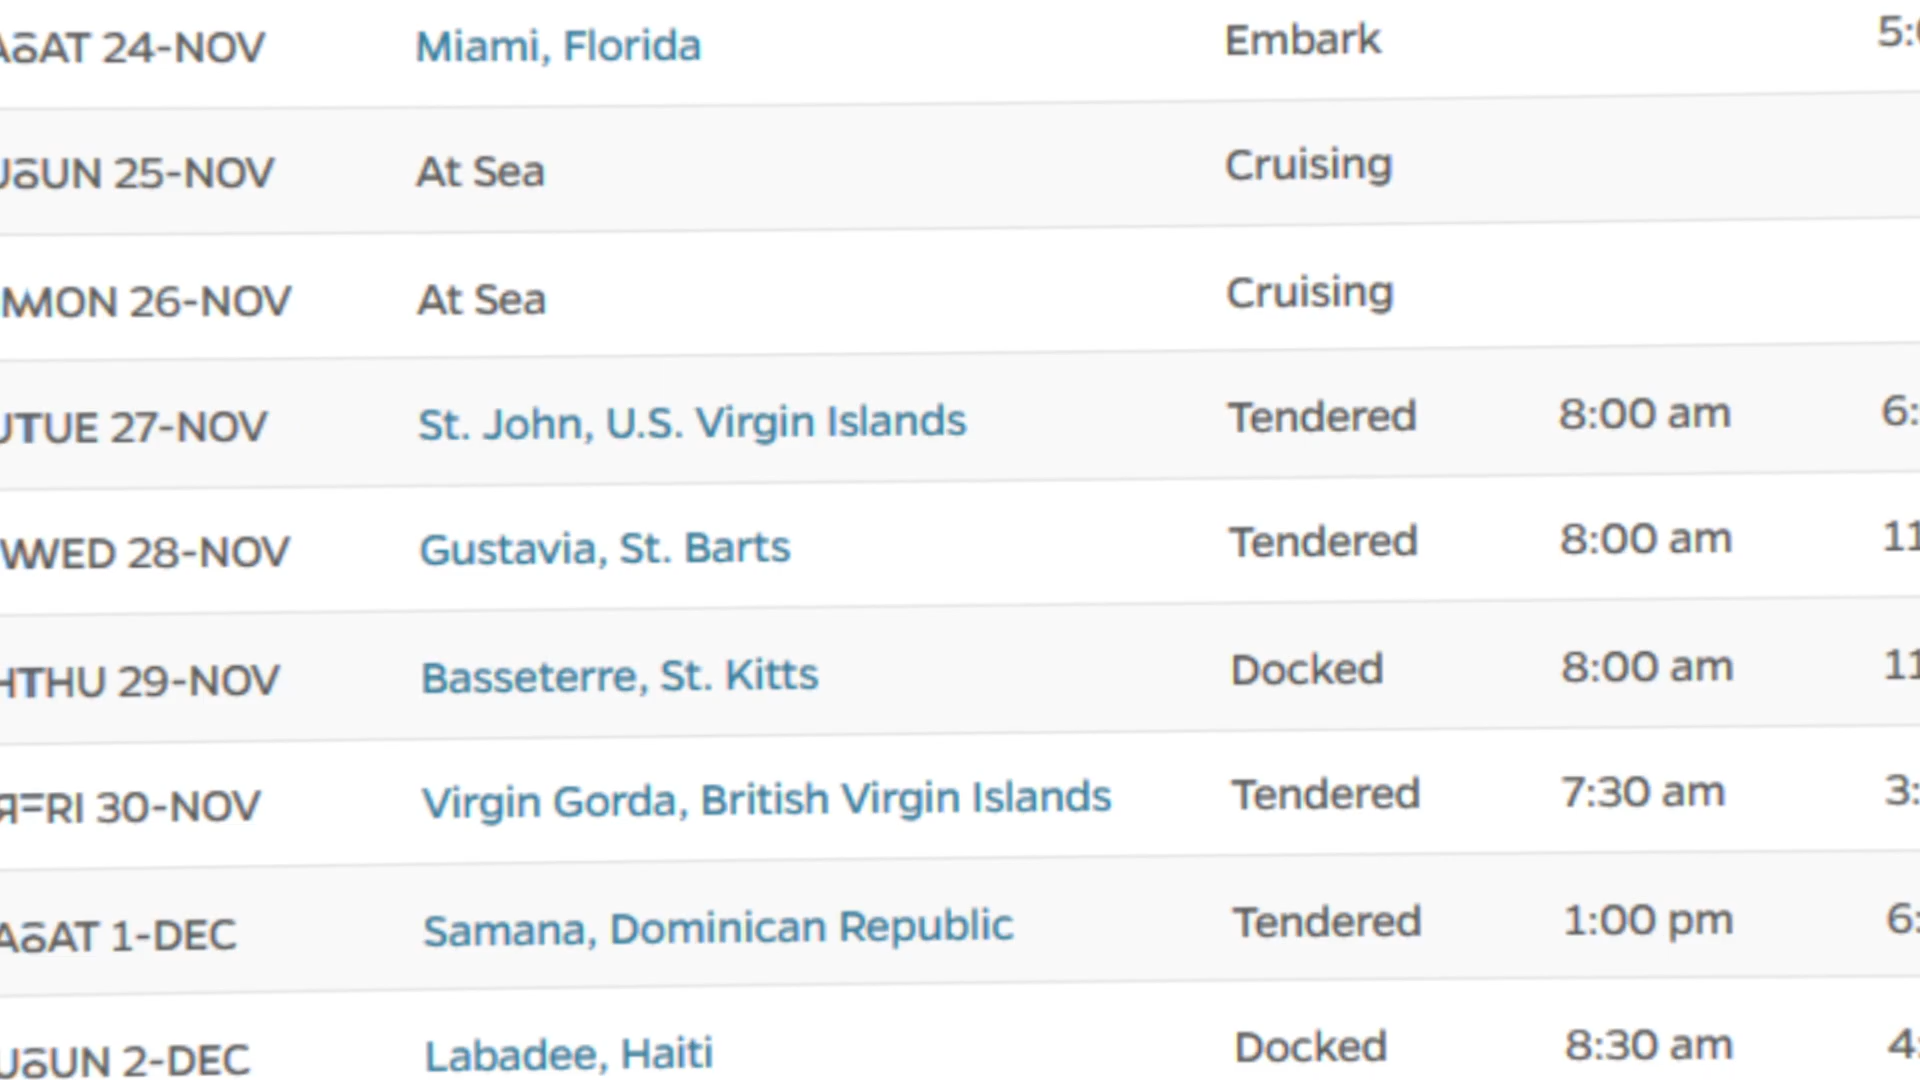 SAT 24-NOV Miami, Florida Embark
SUN 25-NOV At Sea Cruising
MON 26-NOV At Sea Cruising
TUE 27-NOV St. John, U.S. Virgin Islands Tendered 8:00 am
WED 28-NOV Gustavia, St. Barts Tendered 8:00 am
THU 29-NOV Basseterre, St. Kitts Docked 8:00 am
FRI 30-NOV Virgin Gorda, British Virgin Islands Tendered 7:30 am
SAT 1-DEC Samana, Dominican Republic Tendered 1:00 pm
SUN 2-DEC Labadee, Haiti Docked 8:30 am